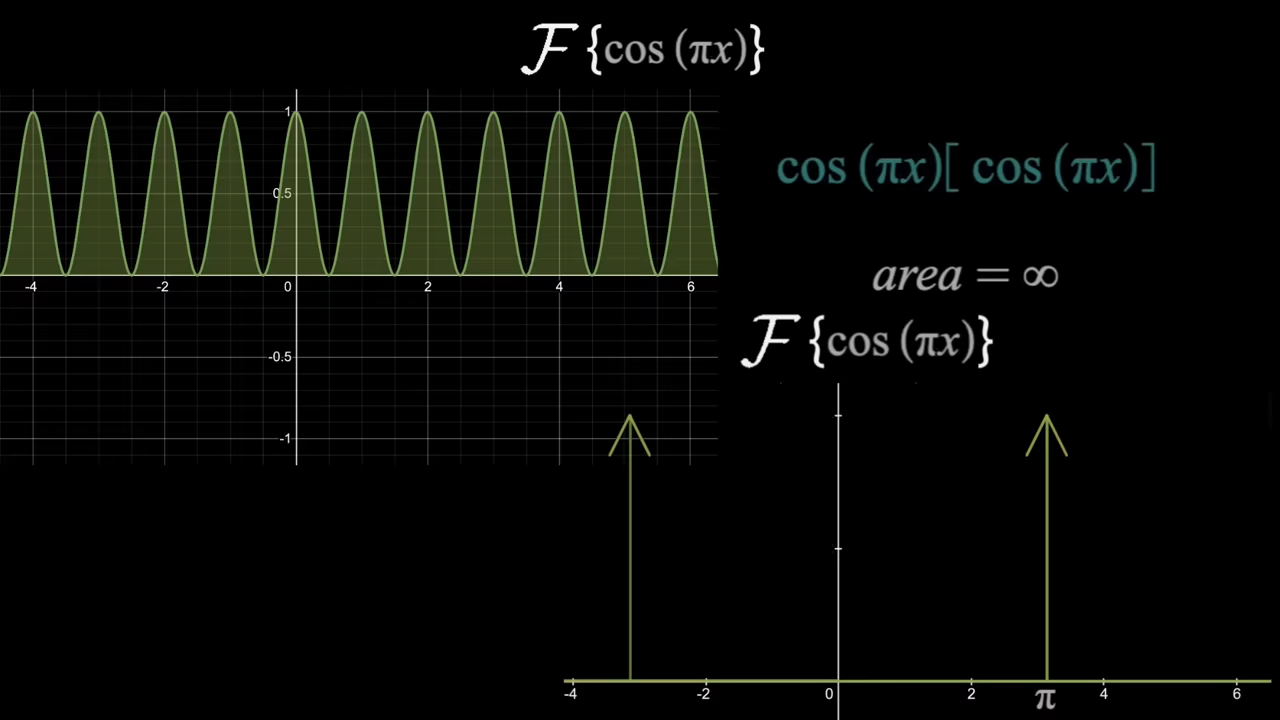 ℱ {cos (πx)}
cos (πx)[ cos (πx)]
area = ∞
ℱ {cos (πx)}
1
0.5
-4 -2 0 2 4 6
-0.5
-1
-4 -2 0 2 π 4 6